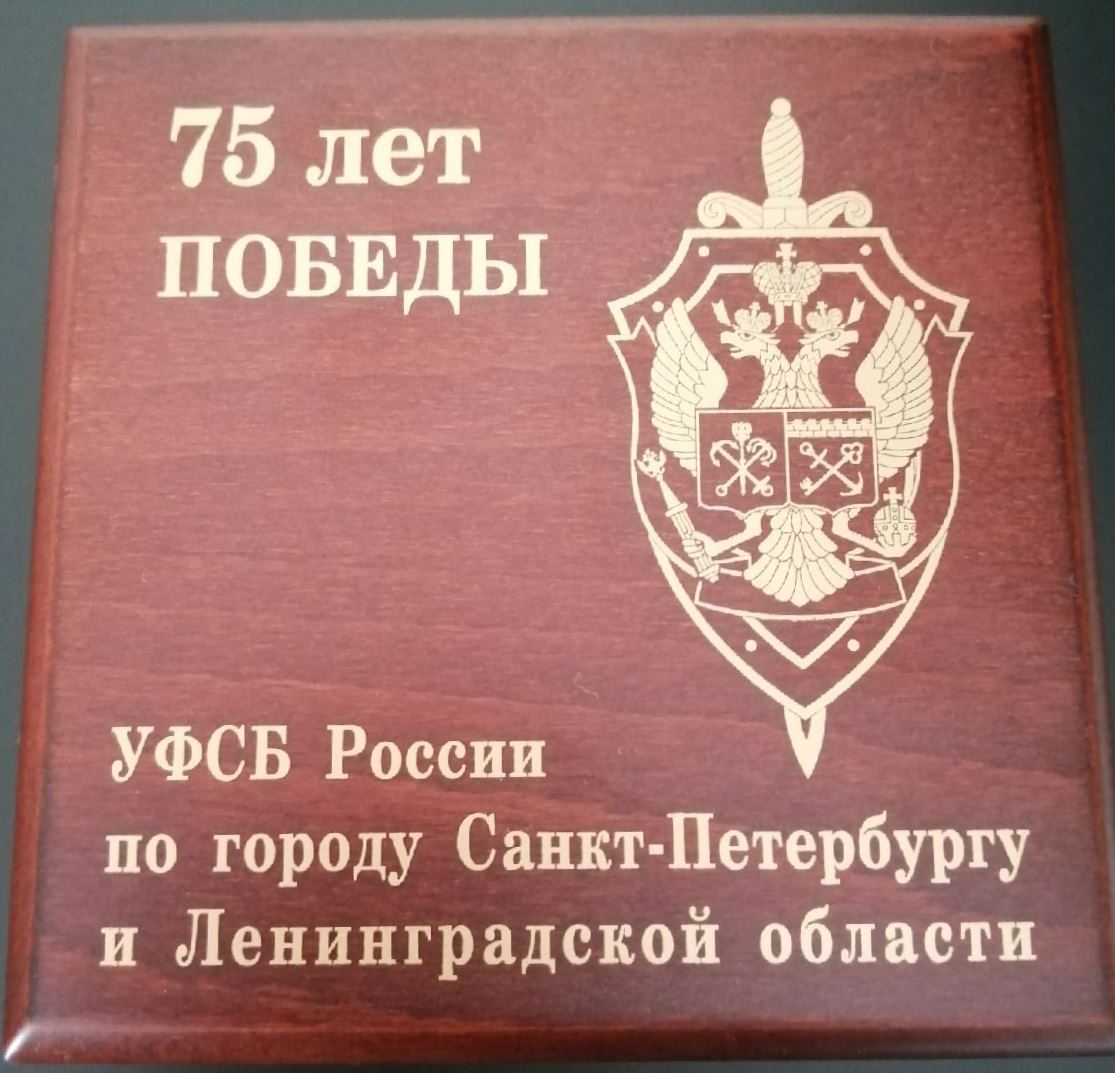 75 лет
ПОБЕДЫ
УФСБ России
по городу Санкт-Петербургу
и Ленинградской области